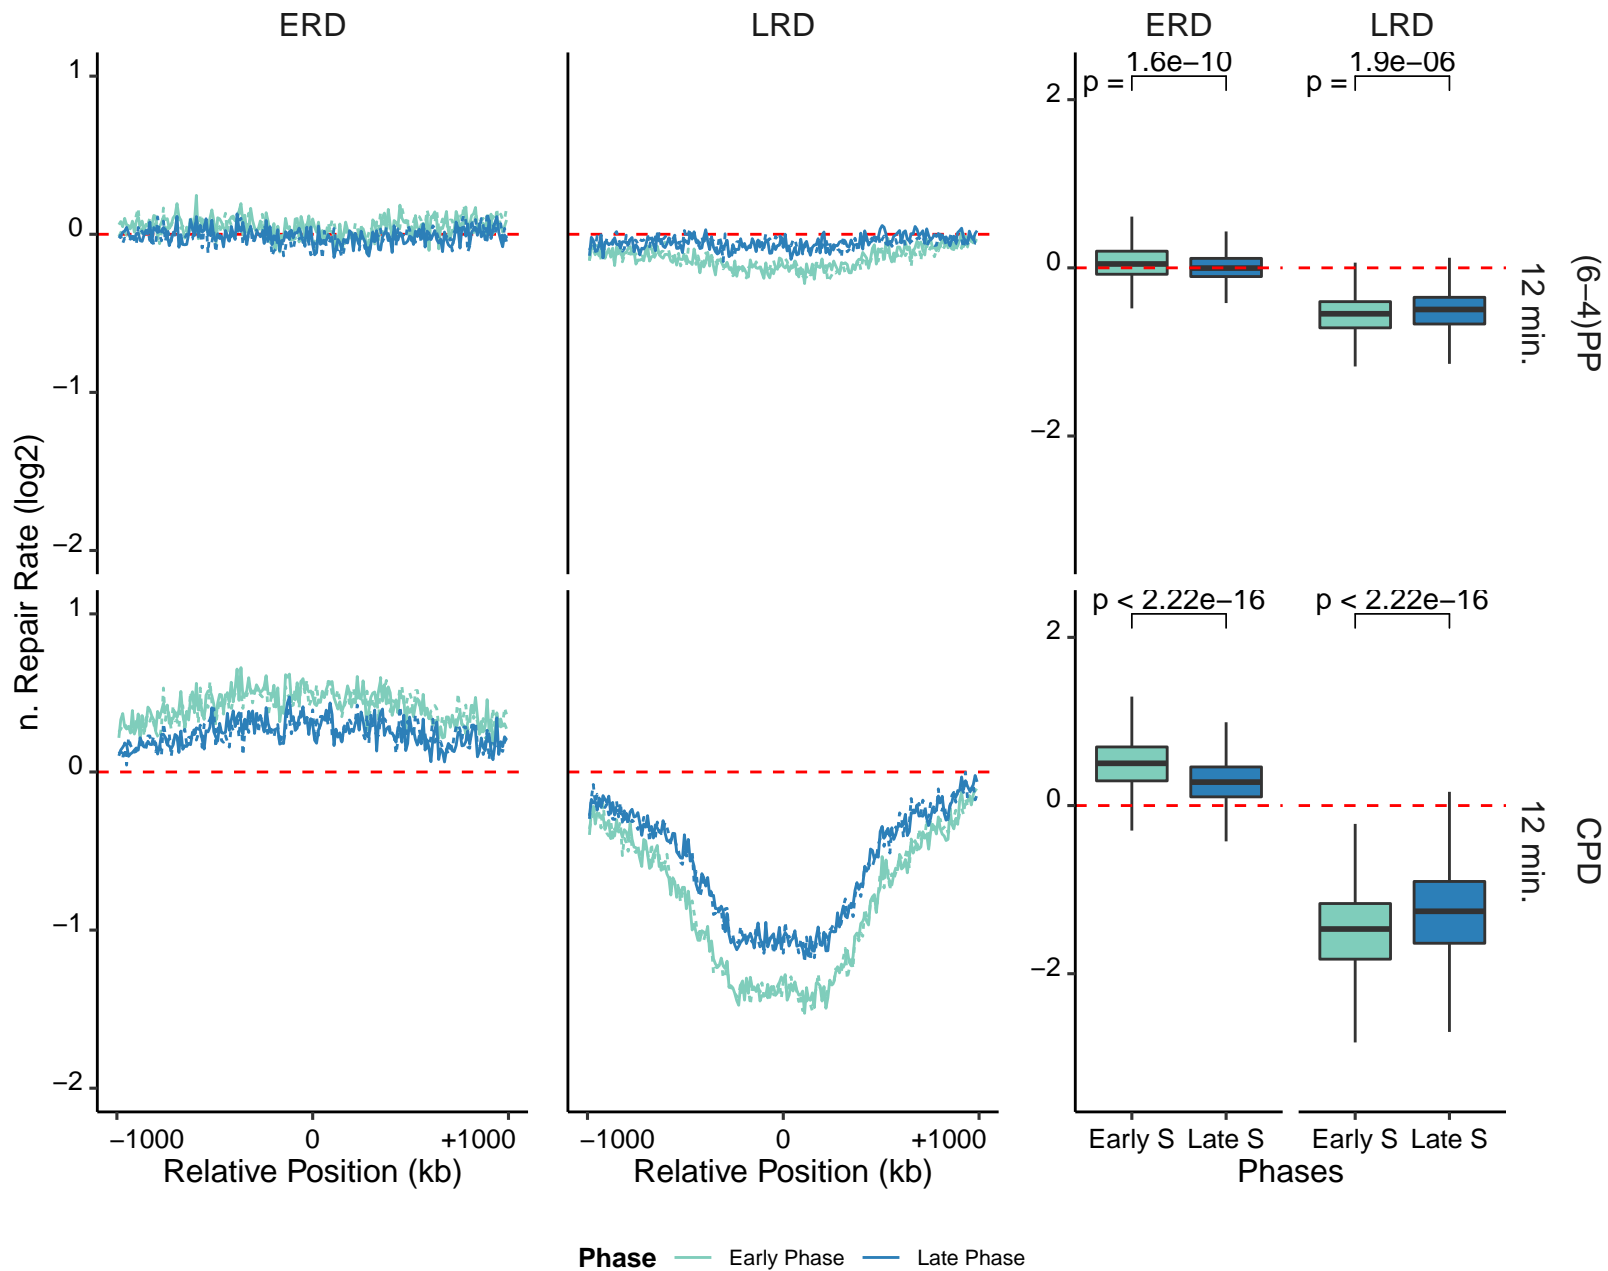 ERD
LRD
ERD
LRD
n. Repair Rate (log2)
1
0
−1
−2
p = 1.6e−10
p = 1.9e−06
2
0
−2
(6−4)PP
12 min.
1
0
−1
−2
p < 2.22e−16
p < 2.22e−16
2
0
−2
CPD
12 min.
−1000 0 +1000
−1000 0 +1000
Early S Late S
Early S Late S
Relative Position (kb)
Relative Position (kb)
Phases
Phase Early Phase Late Phase